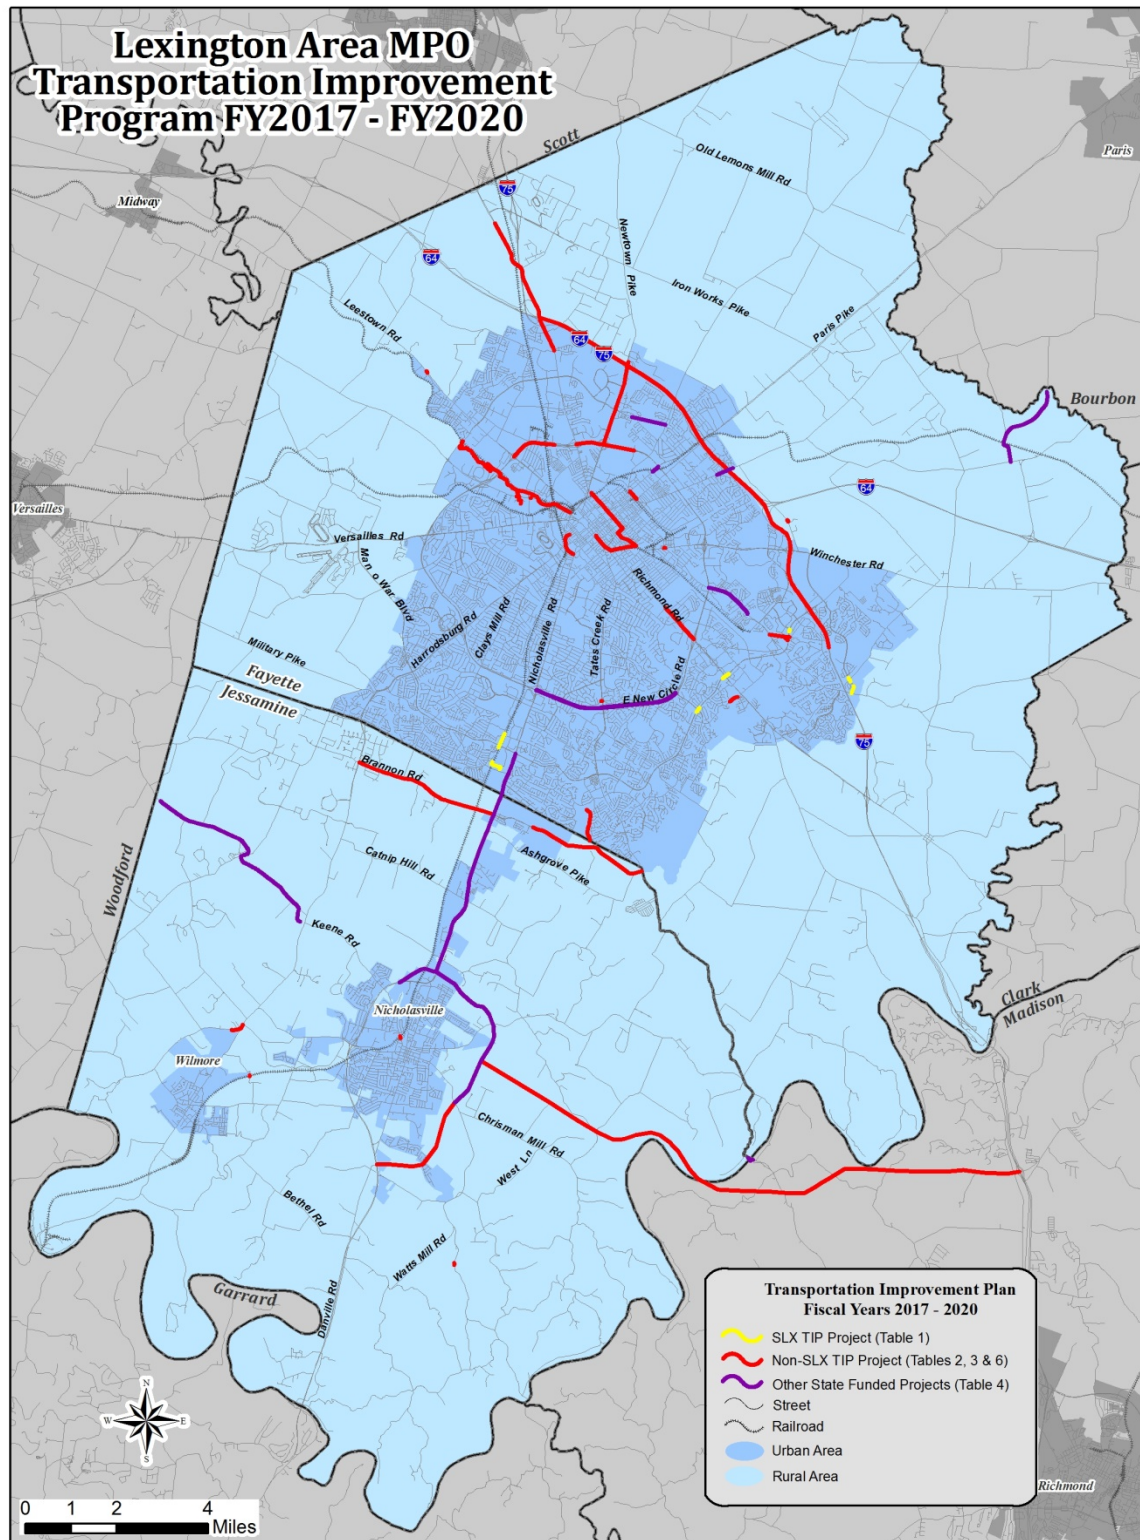 Lexington Area MPO
Transportation Improvement
Program FY2017 - FY2020
Scott
Old Lemons Mill Rd
Paris
75
Midway
Newtown Pike
64
Iron Works Pike
Leestown Rd
Paris Pike
64
75
Bourbon
64
Versailles
Versailles Rd
Man o War Blvd
Winchester Rd
Richmond Rd
Harrodsburg Rd
Clays Mill Rd
Nicholasville Rd
Tates Creek Rd
Military Pike
Fayette
Jessamine
E New Circle Rd
75
Brannon Rd
Catnip Hill Rd
Ashgrove Pike
Woodford
Keene Rd
Clark
Madison
Nicholasville
Wilmore
Chrisman Mill Rd
West Ln
Bethel Rd
Watts Mill Rd
Garrard
Danville Rd
Transportation Improvement Plan
Fiscal Years 2017 - 2020
SLX TIP Project (Table 1)
Non-SLX TIP Project (Tables 2, 3 & 6)
Other State Funded Projects (Table 4)
Street
Railroad
Urban Area
Rural Area
N
W E
S
Richmond
0 1 2 4
Miles